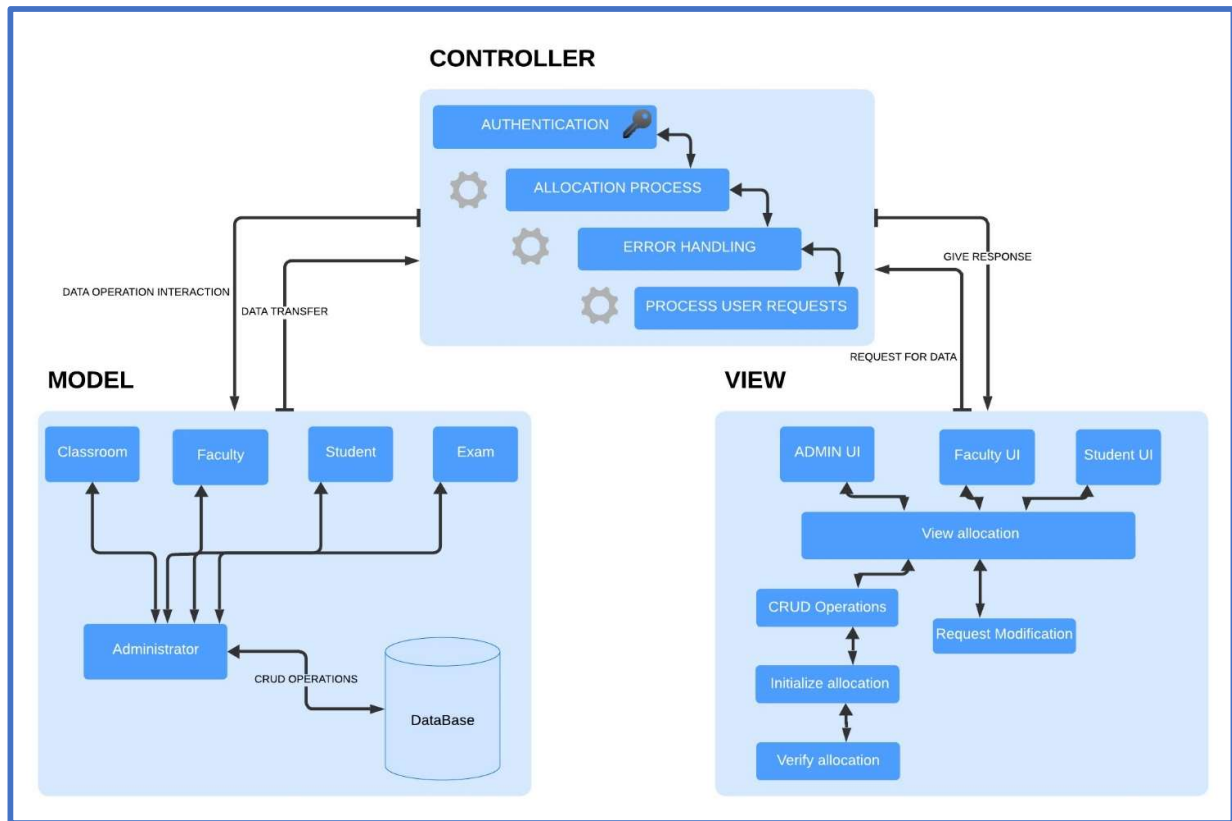 CONTROLLER
AUTHENTICATION
ALLOCATION PROCESS
ERROR HANDLING
PROCESS USER REQUESTS
DATA OPERATION INTERACTION
DATA TRANSFER
GIVE RESPONSE
REQUEST FOR DATA
MODEL
Classroom
Faculty
Student
Exam
Administrator
CRUD OPERATIONS
DataBase
VIEW
ADMIN UI
Faculty UI
Student UI
View allocation
CRUD Operations
Request Modification
Initialize allocation
Verify allocation